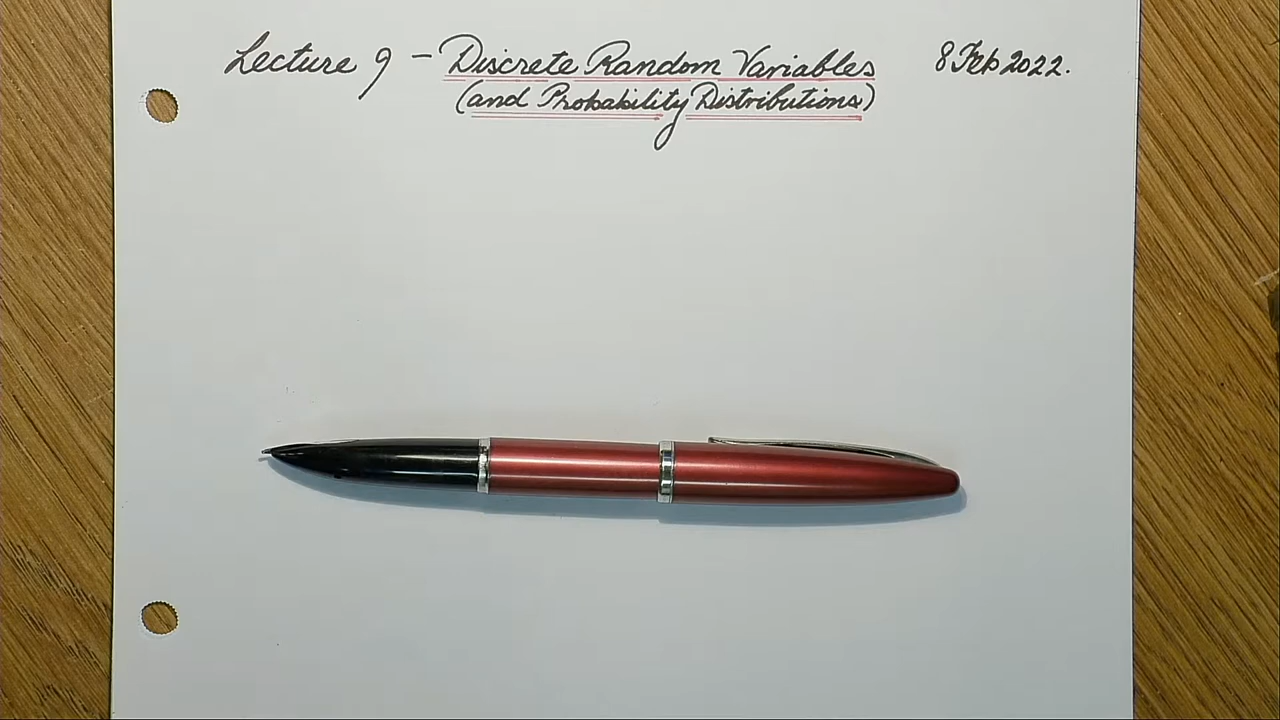 Lecture 9 - Discrete Random Variables 8 Feb 2022.
(and Probability Distributions)